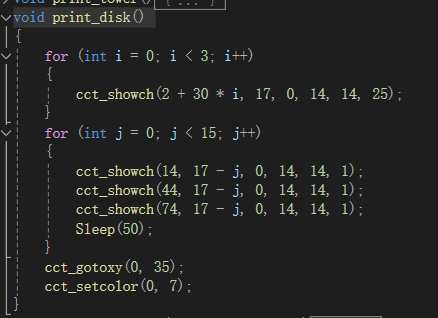 void print_tower() { ... }
void print_disk()
{
for (int i = 0; i < 3; i++)
{
cct_showch(2 + 30 * i, 17, 0, 14, 14, 25);
}
for (int j = 0; j < 15; j++)
{
cct_showch(14, 17 - j, 0, 14, 14, 1);
cct_showch(44, 17 - j, 0, 14, 14, 1);
cct_showch(74, 17 - j, 0, 14, 14, 1);
Sleep(50);
}
cct_gotoxy(0, 35);
cct_setcolor(0, 7);
}